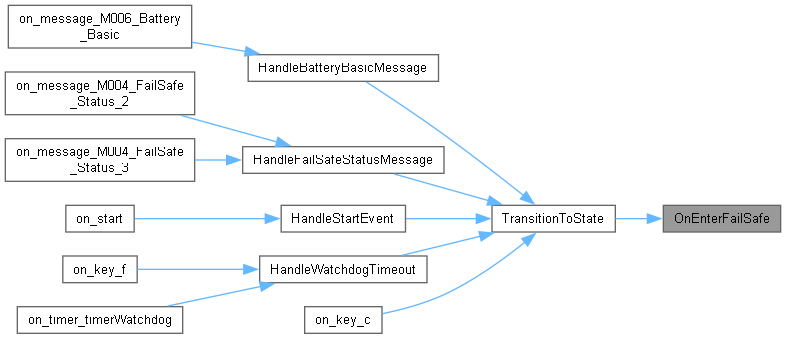 on_message_M006_Battery
_Basic
HandleBatteryBasicMessage
on_message_M004_FailSafe
_Status_2
on_message_M004_FailSafe
_Status_3
HandleFailSafeStatusMessage
on_start
HandleStartEvent
TransitionToState
OnEnterFailSafe
on_key_f
HandleWatchdogTimeout
on_timer_timerWatchdog
on_key_c